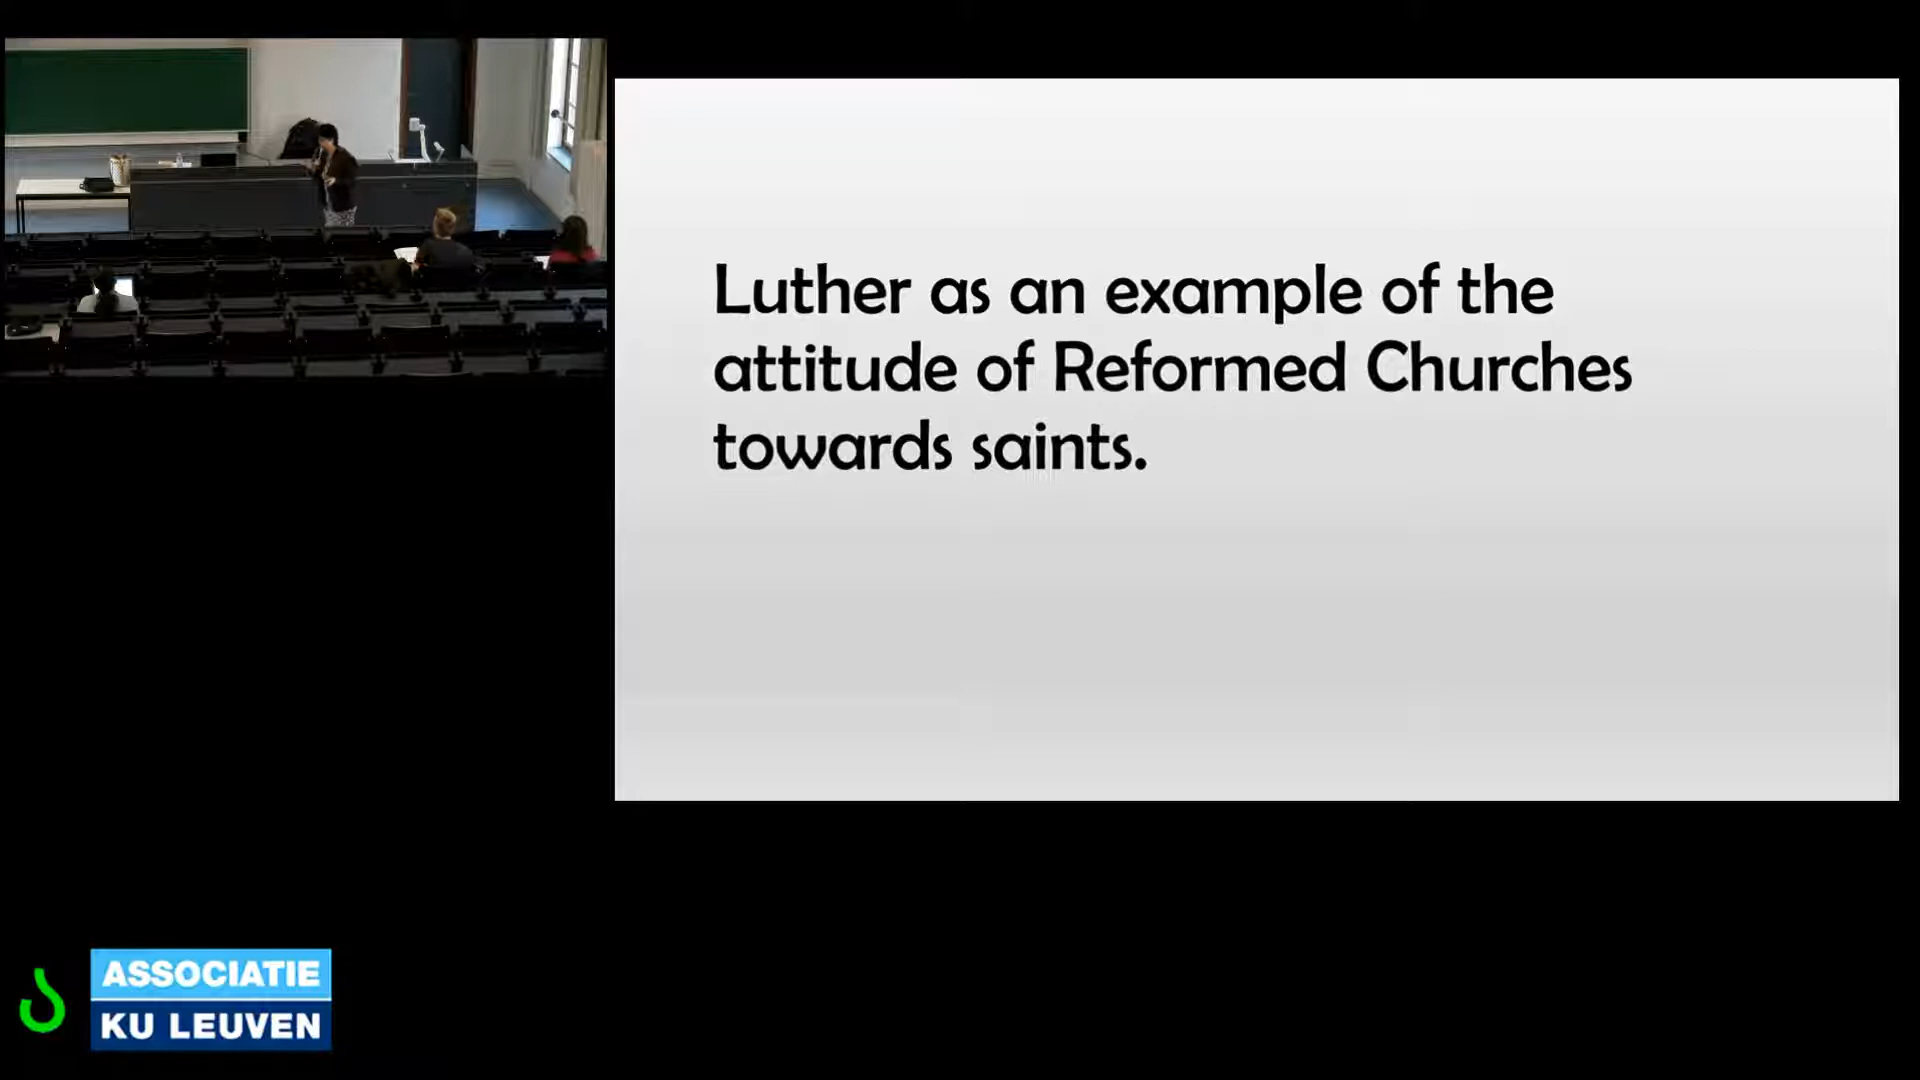 Luther as an example of the
attitude of Reformed Churches
towards saints.
ASSOCIATIE
KU LEUVEN